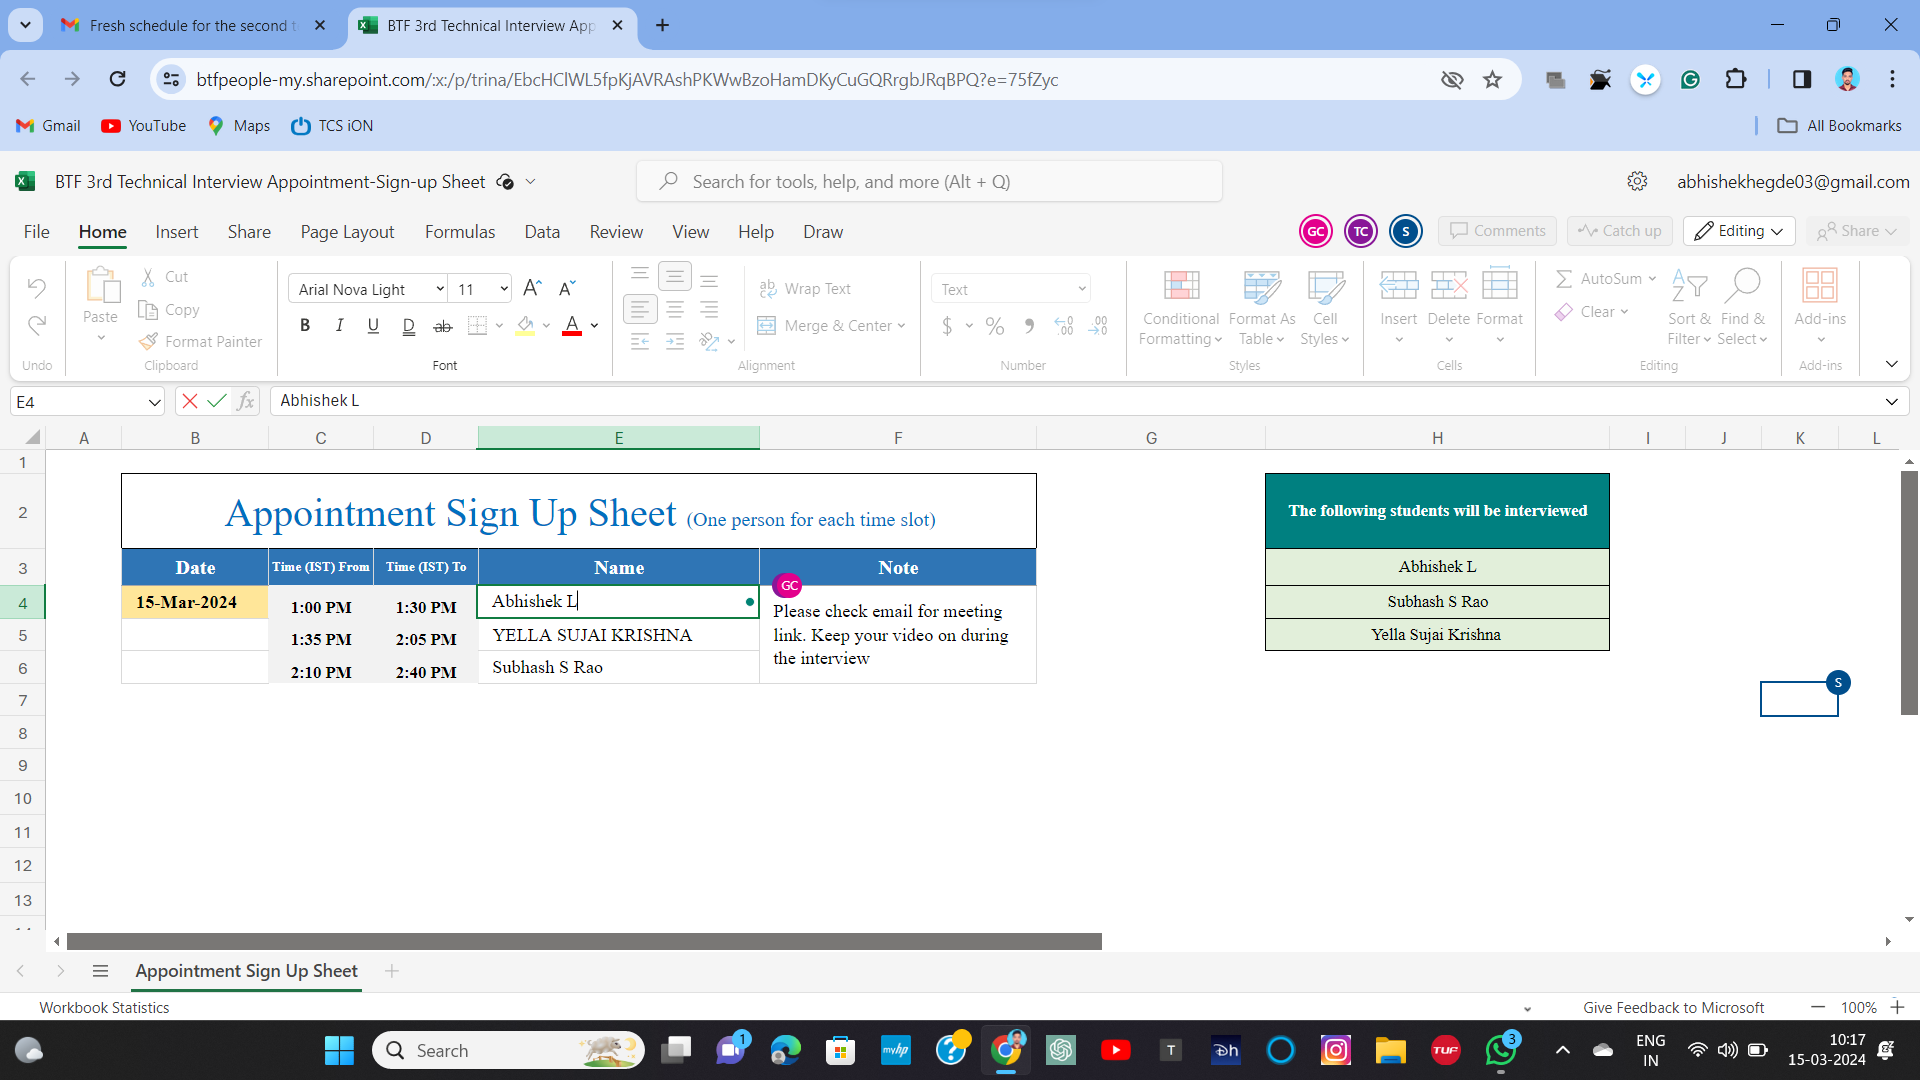 Fresh schedule for the second t
BTF 3rd Technical Interview App
btfpeople-my.sharepoint.com/:x:/p/trina/EbcHClWL5fpKjAVRAshPKWwBzoHamDKyCuGQRrgbJRqBPQ?e=75fZyc
Gmail YouTube Maps TCS iON All Bookmarks
BTF 3rd Technical Interview Appointment-Sign-up Sheet Search for tools, help, and more (Alt + Q) abhishekhegde03@gmail.com
File Home Insert Share Page Layout Formulas Data Review View Help Draw GC TC S Comments Catch up Editing Share
Cut
Arial Nova Light 11 A A Wrap Text Text AutoSum
Paste Copy Conditional Format As Cell Insert Delete Format Clear Sort & Find & Add-ins
Format Painter B I U D ab A Merge & Center $ % Formatting Table Styles Filter Select
Undo Clipboard Font Alignment Number Styles Cells Editing Add-ins
E4 fx Abhishek L
A B C D E F G H I J K L
1
2 Appointment Sign Up Sheet (One person for each time slot) The following students will be interviewed
3 Date Time (IST) From Time (IST) To Name Note Abhishek L
GC
4 15-Mar-2024 1:00 PM 1:30 PM Abhishek L Please check email for meeting Subhash S Rao
5 1:35 PM 2:05 PM YELLA SUJAI KRISHNA link. Keep your video on during Yella Sujai Krishna
6 2:10 PM 2:40 PM Subhash S Rao the interview
S
7
8
9
10
11
12
13
Appointment Sign Up Sheet
Workbook Statistics Give Feedback to Microsoft 100%
Search 1 myhp T Dh TUF 3 ENG 10:17
IN 15-03-2024